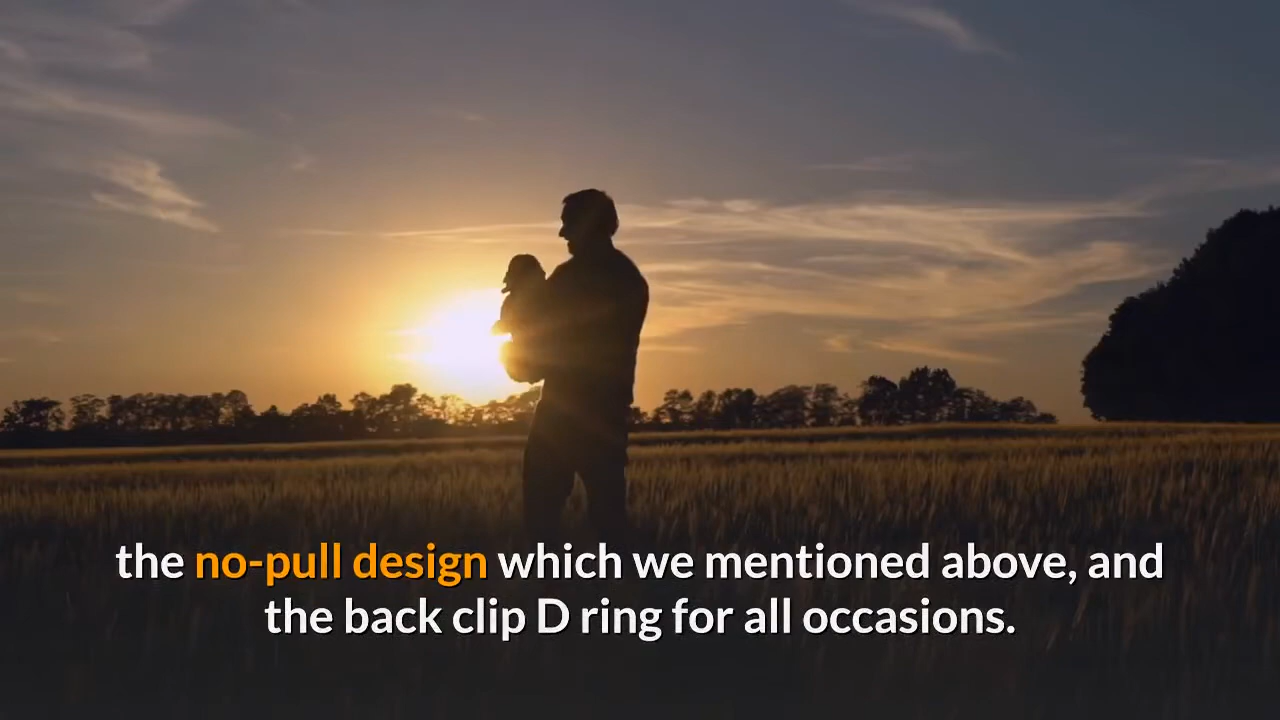 the no-pull design which we mentioned above, and
the back clip D ring for all occasions.